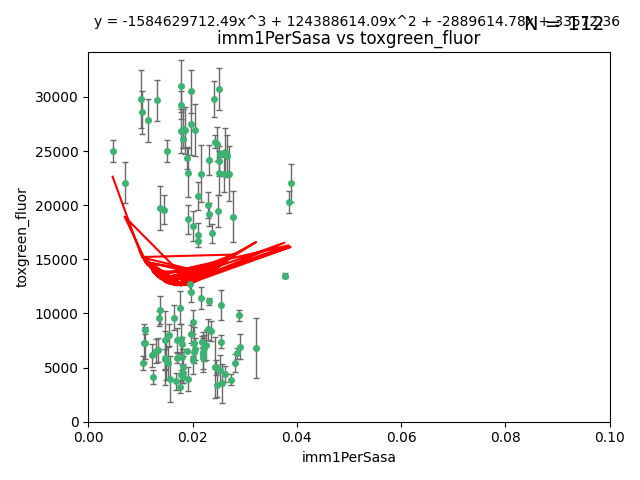 y = -1584629712.49x^3 + 124388614.09x^2 + -2889614.78x +
N = 112
imm1PerSasa vs toxgreen_fluor
30000
25000
20000
15000
10000
5000
0
toxgreen_fluor
0.00 0.02 0.04 0.06 0.08 0.10
imm1PerSasa